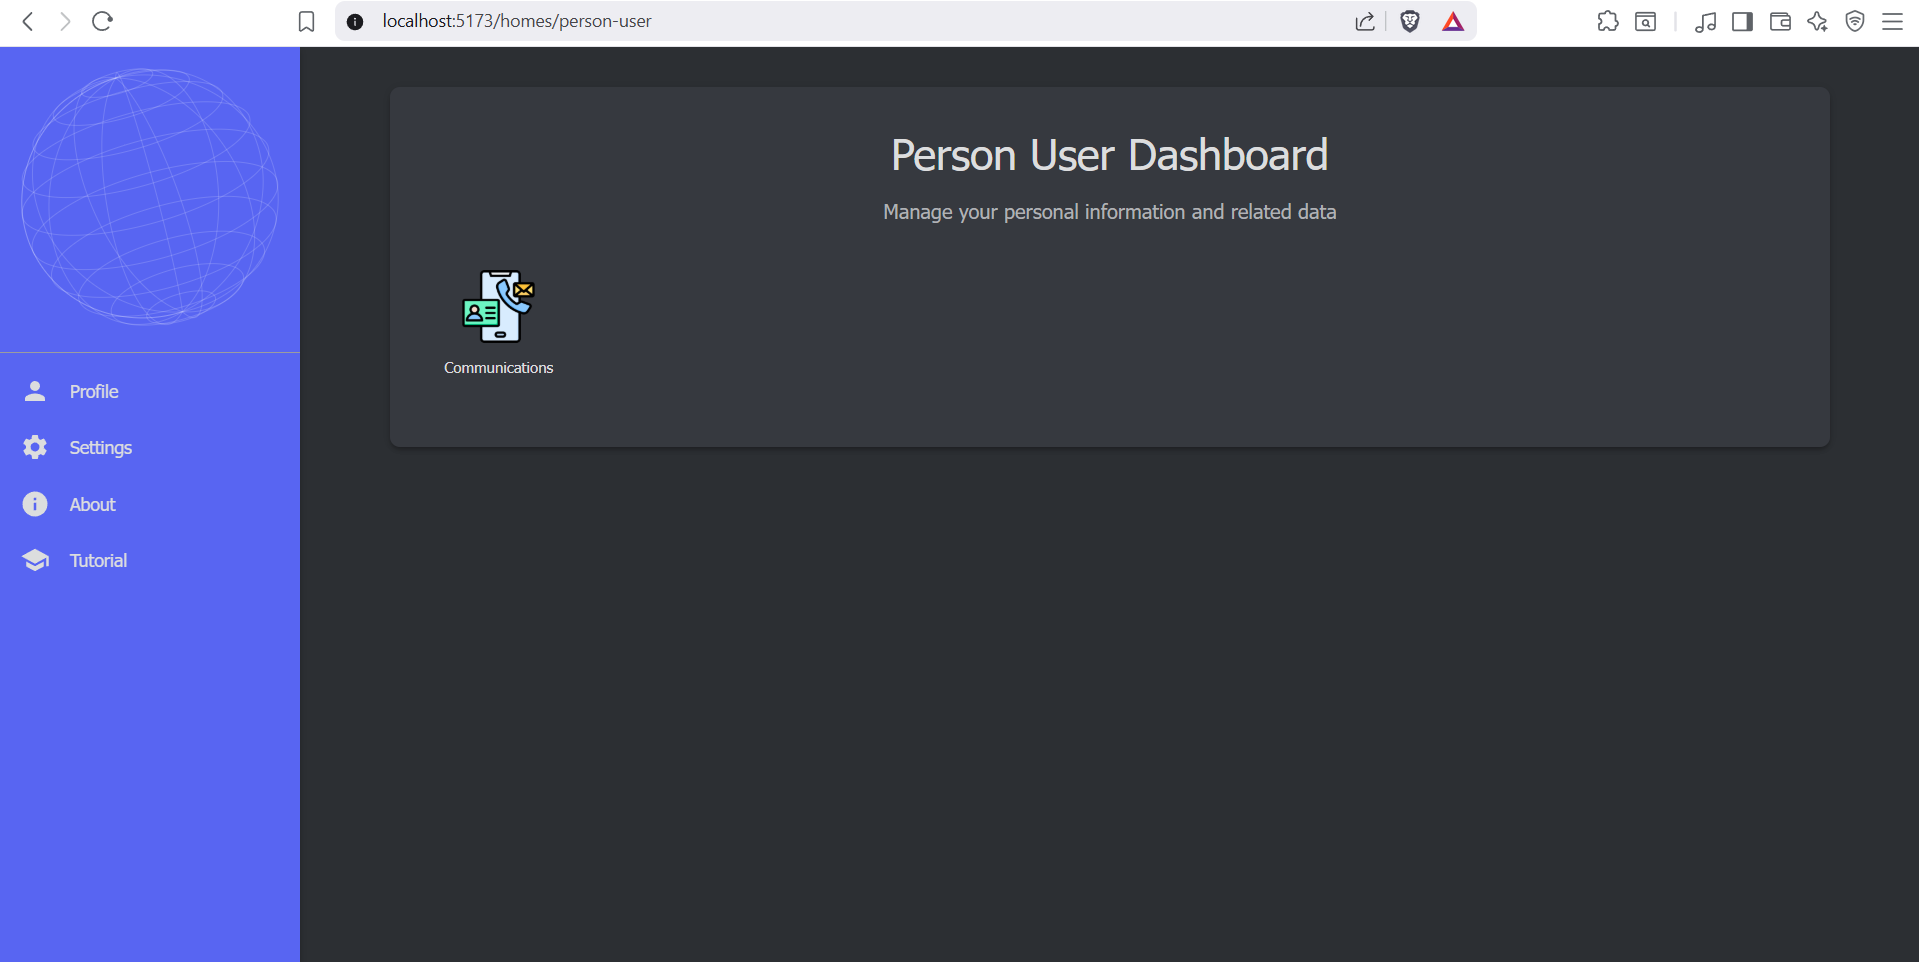 localhost:5173/homes/person-user
Person User Dashboard
Manage your personal information and related data
Communications
Profile
Settings
About
Tutorial